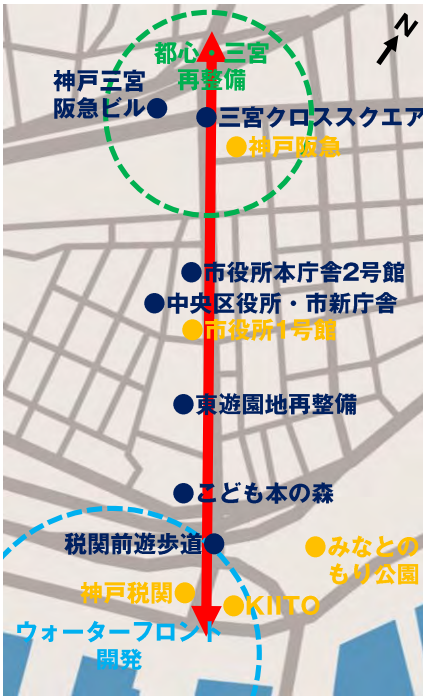 N
都心・三宮
再整備
神戸三宮
阪急ビル
三宮クロススクエア
神戸阪急
市役所本庁舎2号館
中央区役所・市新庁舎
市役所1号館
東遊園地再整備
こども本の森
税関前遊歩道
みなとの
もり公園
神戸税関
KIITO
ウォーターフロント
開発